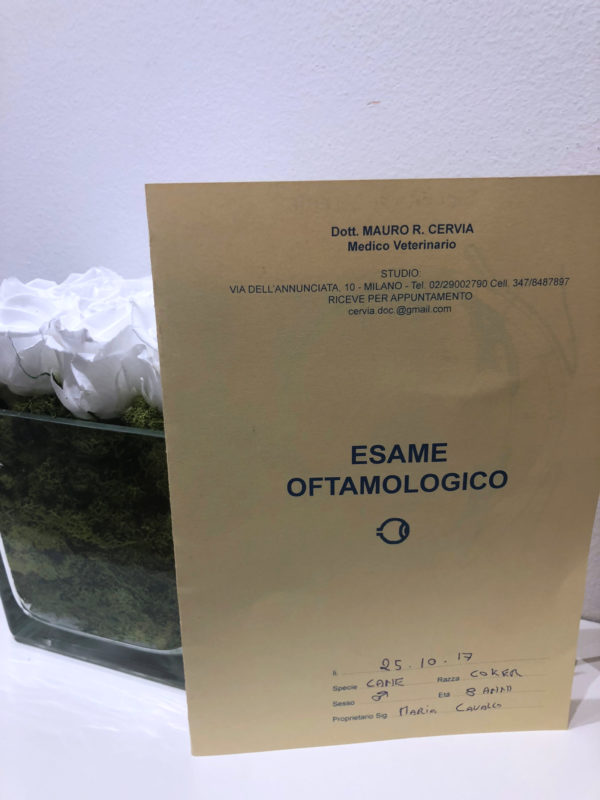 Dott. MAURO R. CERVIA
Medico Veterinario
STUDIO:
VIA DELL'ANNUNCIATA, 10 - MILANO - Tel. 02/29002790 Cell. 347/8487897
RICEVE PER APPUNTAMENTO
cervia.doc.@gmail.com
ESAME
OFTAMOLOGICO
li 25.10.17
Specie CANE Razza COKER
Sesso ♂ Età 8 ANNI
Proprietario Sig. MARIA CAVALLO